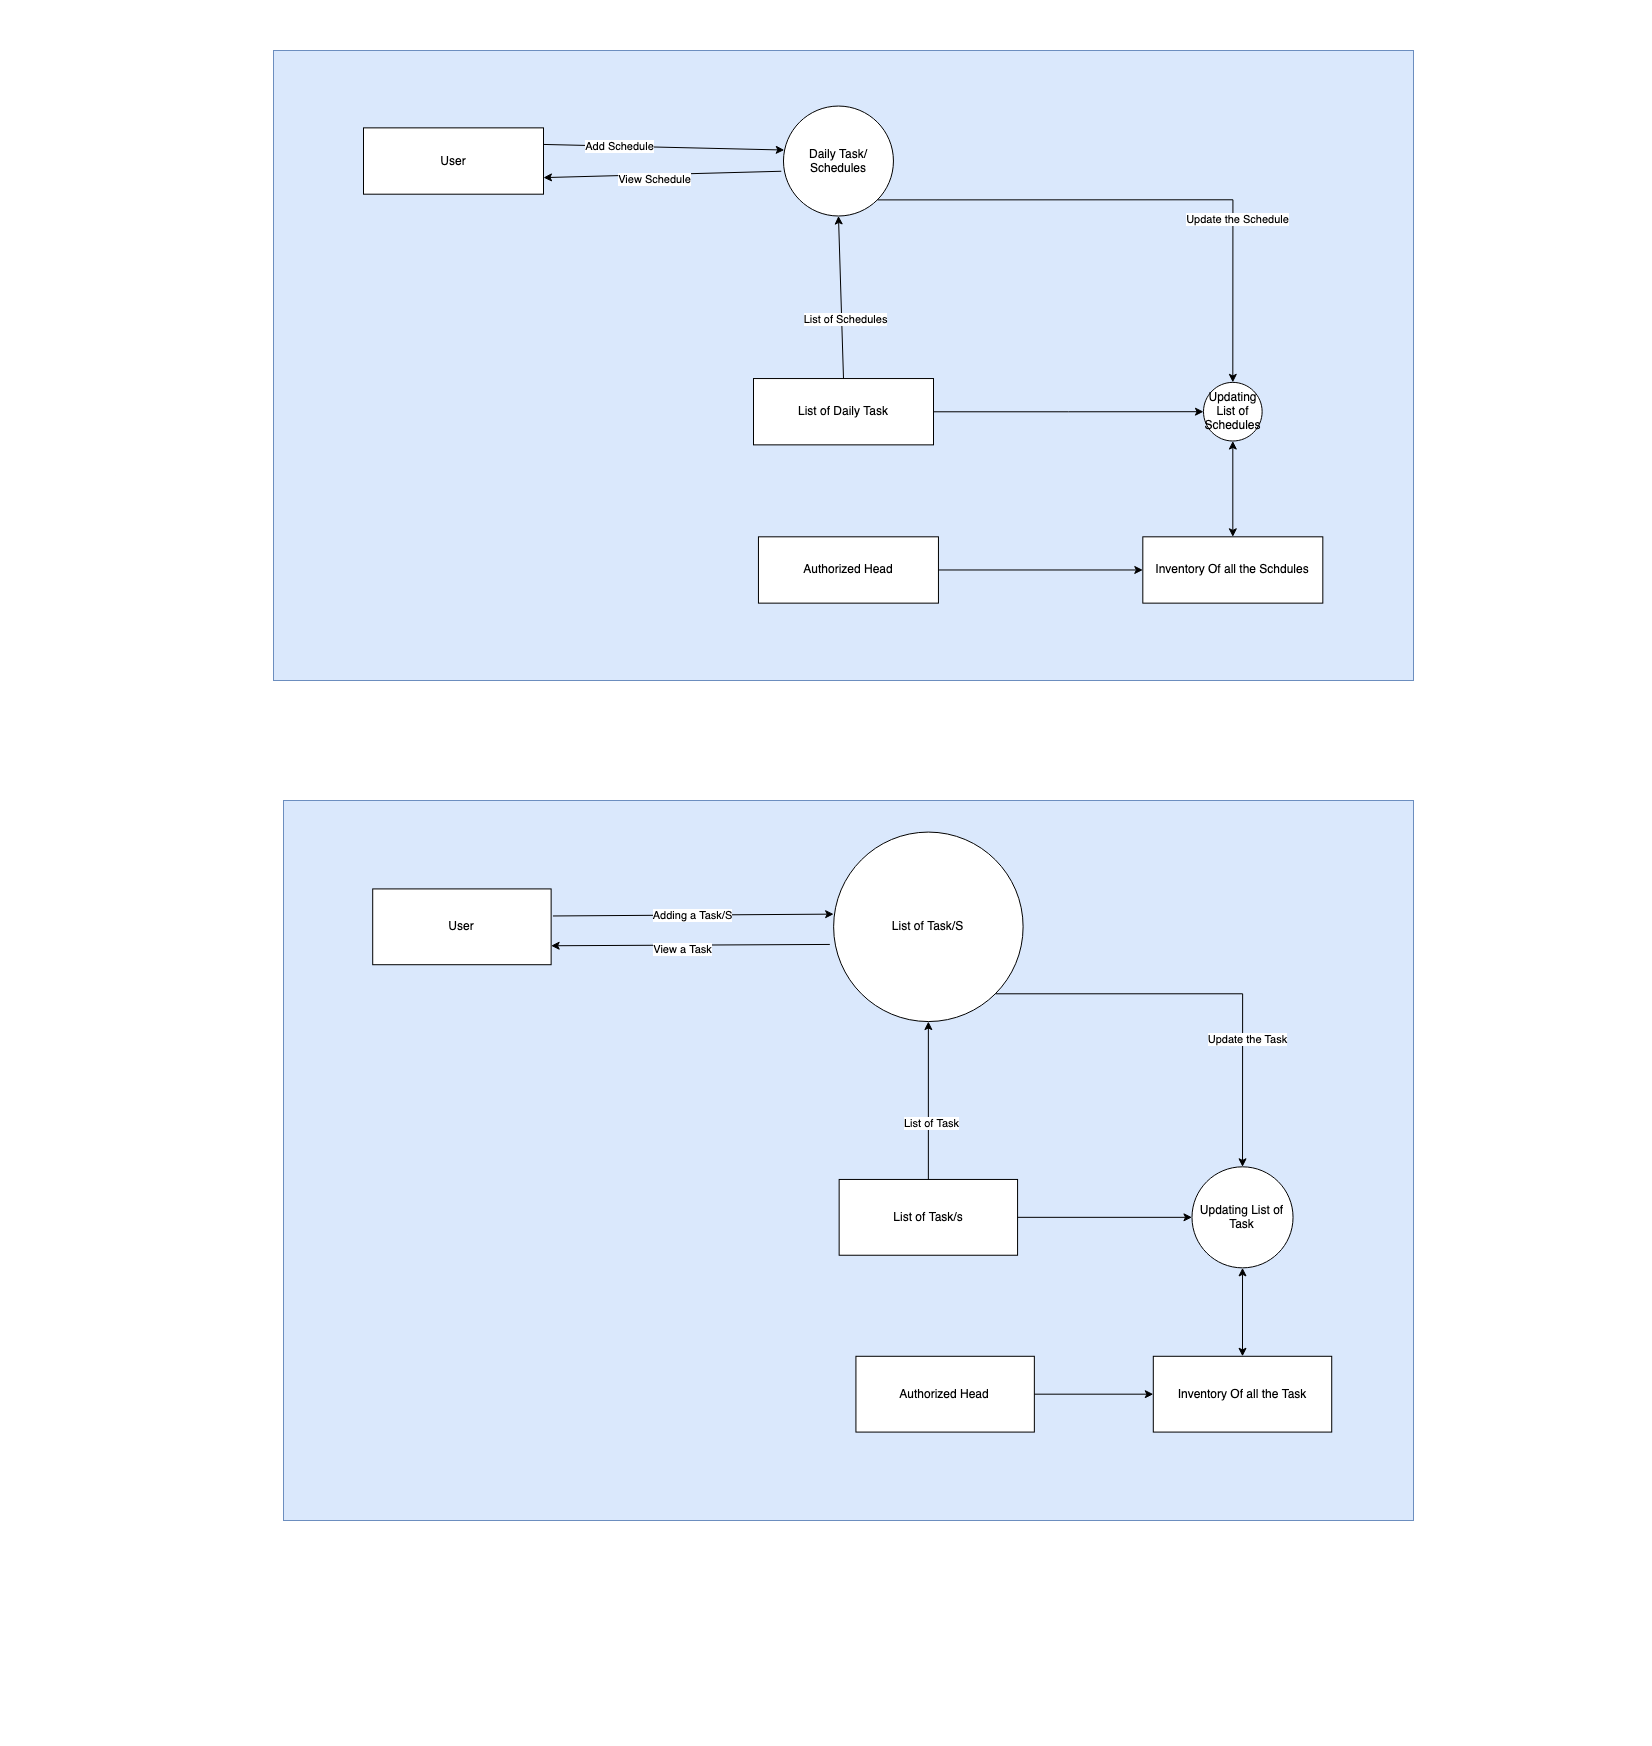 User
Add Schedule
View Schedule
Daily Task/
Schedules
Update the Schedule
List of Schedules
List of Daily Task
Updating
List of
Schedules
Authorized Head
Inventory Of all the Schdules
User
Adding a Task/S
View a Task
List of Task/S
Update the Task
List of Task
List of Task/s
Updating List of
Task
Authorized Head
Inventory Of all the Task